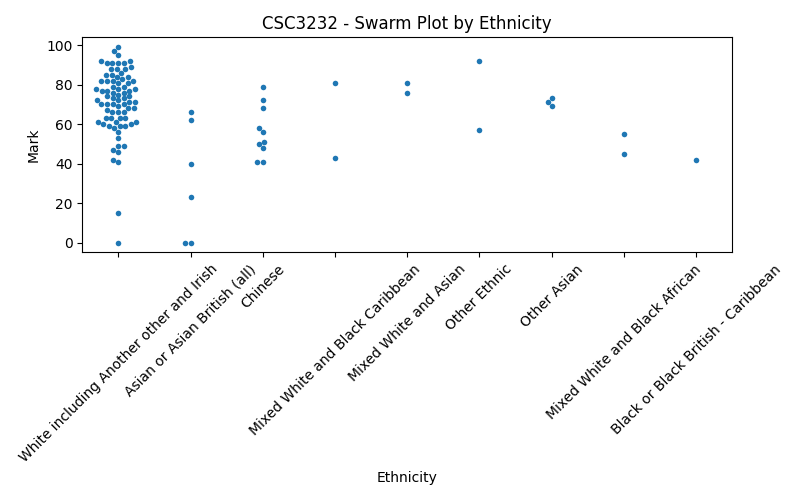 CSC3232 - Swarm Plot by Ethnicity
Mark
100
80
60
40
20
0
White including Another other and Irish
Asian or Asian British (all)
Chinese
Mixed White and Black Caribbean
Mixed White and Asian
Other Ethnic
Other Asian
Mixed White and Black African
Black or Black British - Caribbean
Ethnicity